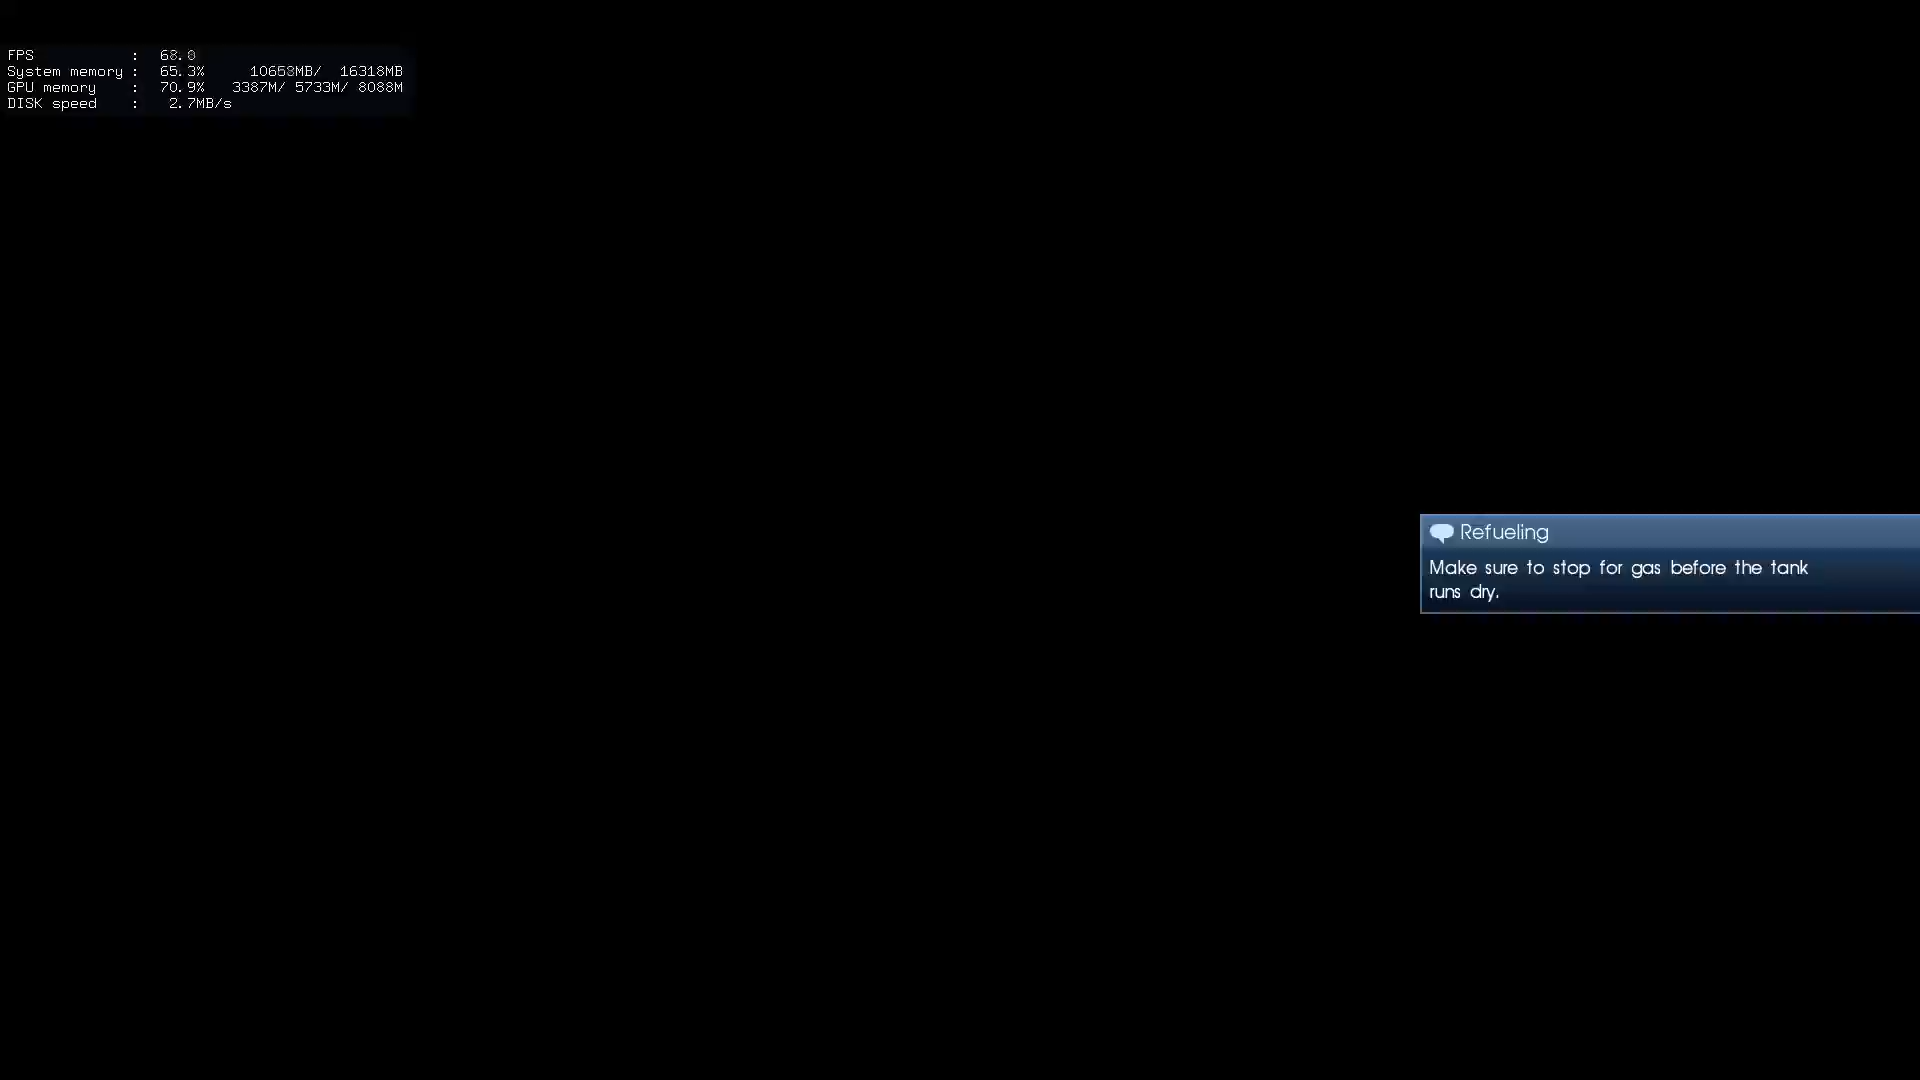 FPS : 68.0
System memory : 65.3% 10658MB/ 16318MB
GPU memory : 70.9% 3387M/ 5733M/ 8088M
DISK speed : 2.7MB/s
Refueling
Make sure to stop for gas before the tank
runs dry.